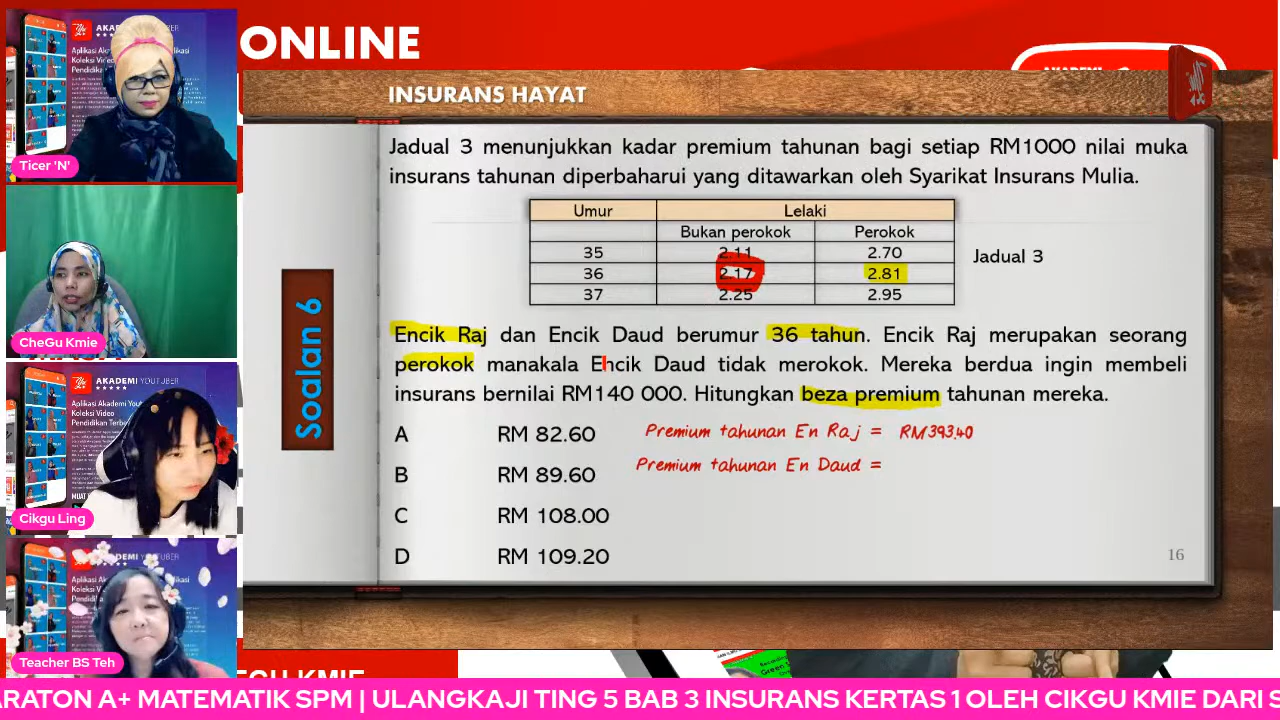 ONLINE
AKADEMI
INSURANS HAYAT
Jadual 3 menunjukkan kadar premium tahunan bagi setiap RM1000 nilai muka
insurans tahunan diperbaharui yang ditawarkan oleh Syarikat Insurans Mulia.
Umur Lelaki
Bukan perokok Perokok
35 2.11 2.70
36 2.17 2.81
37 2.25 2.95
Jadual 3
Soalan 6
Encik Raj dan Encik Daud berumur 36 tahun. Encik Raj merupakan seorang
perokok manakala Encik Daud tidak merokok. Mereka berdua ingin membeli
insurans bernilai RM140 000. Hitungkan beza premium tahunan mereka.
A RM 82.60
B RM 89.60
C RM 108.00
D RM 109.20
Premium tahunan En Raj = RM393.40
Premium tahunan En Daud =
16
Ticer 'N'
CheGu Kmie
AKADEMI YOUTUBER
Koleksi Video
Cikgu Ling
Teacher BS Teh
ARATON A+ MATEMATIK SPM | ULANGKAJI TING 5 BAB 3 INSURANS KERTAS 1 OLEH CIKGU KMIE DARI S